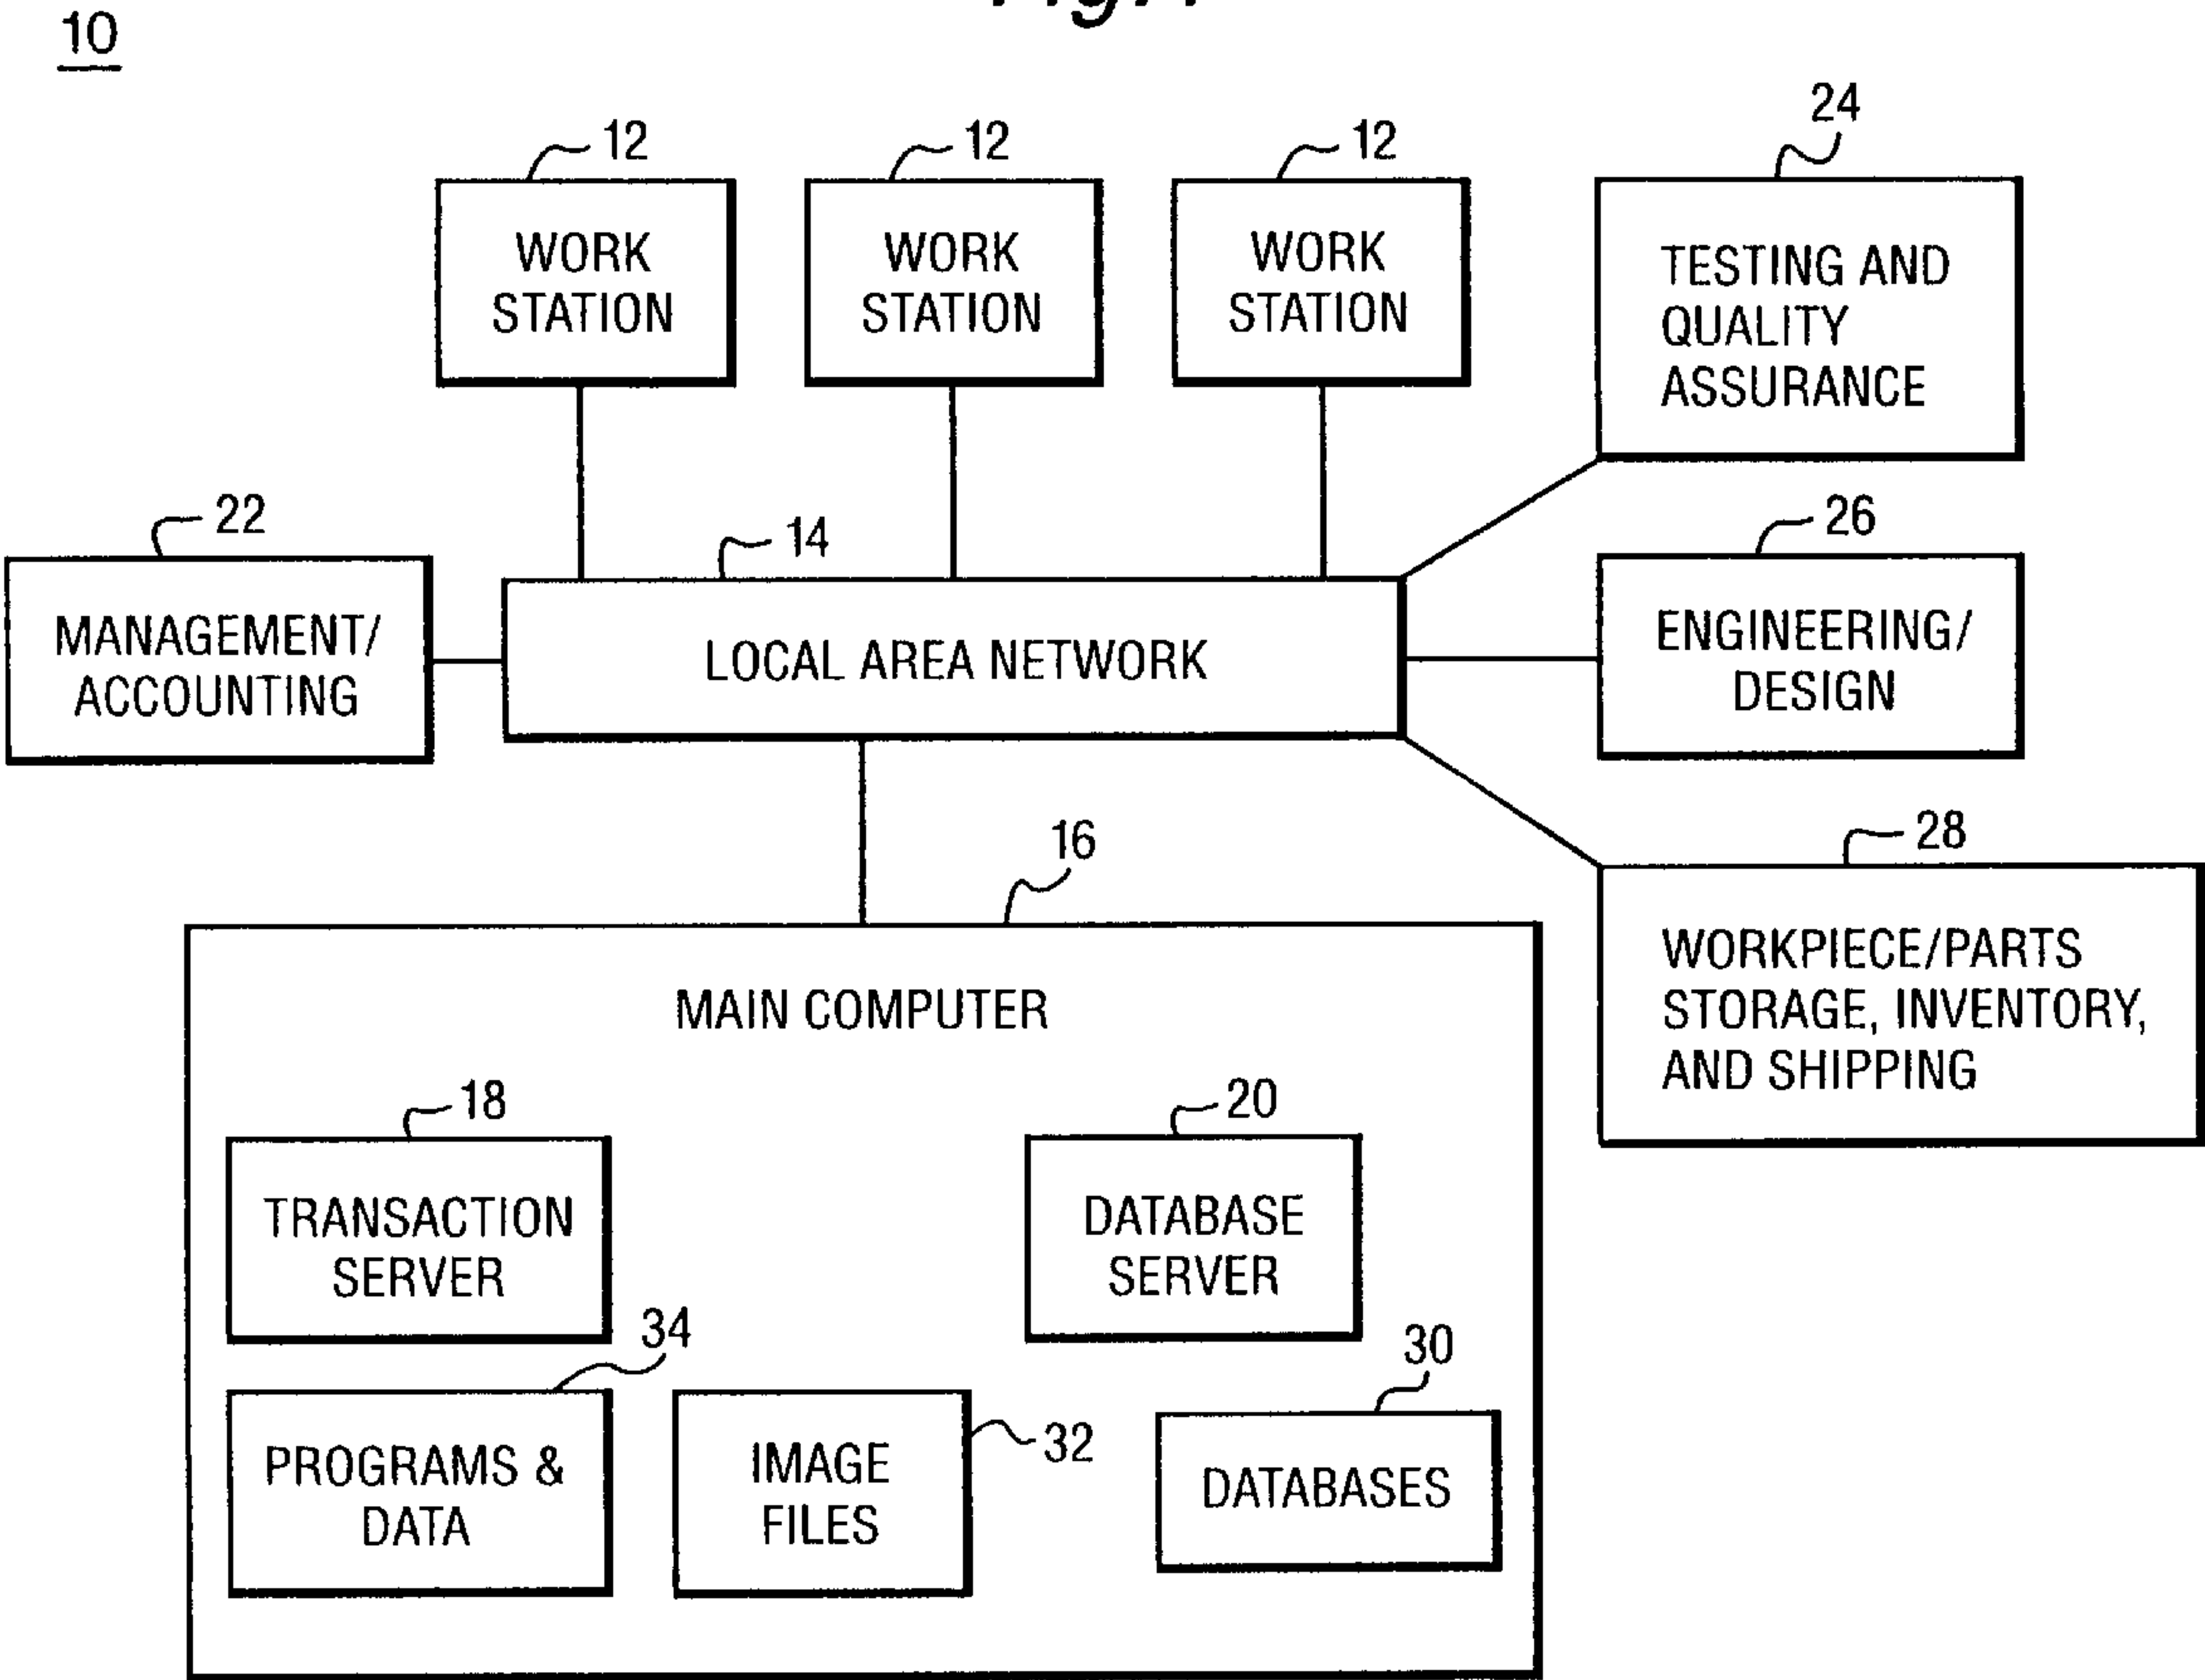 10
12
12
12
24
WORK
STATION
WORK
STATION
WORK
STATION
TESTING AND
QUALITY
ASSURANCE
22
14
26
MANAGEMENT/
ACCOUNTING
LOCAL AREA NETWORK
ENGINEERING/
DESIGN
16
28
WORKPIECE/PARTS
STORAGE, INVENTORY,
AND SHIPPING
MAIN COMPUTER
18
20
TRANSACTION
SERVER
DATABASE
SERVER
34
30
PROGRAMS &
DATA
IMAGE
FILES
32
DATABASES